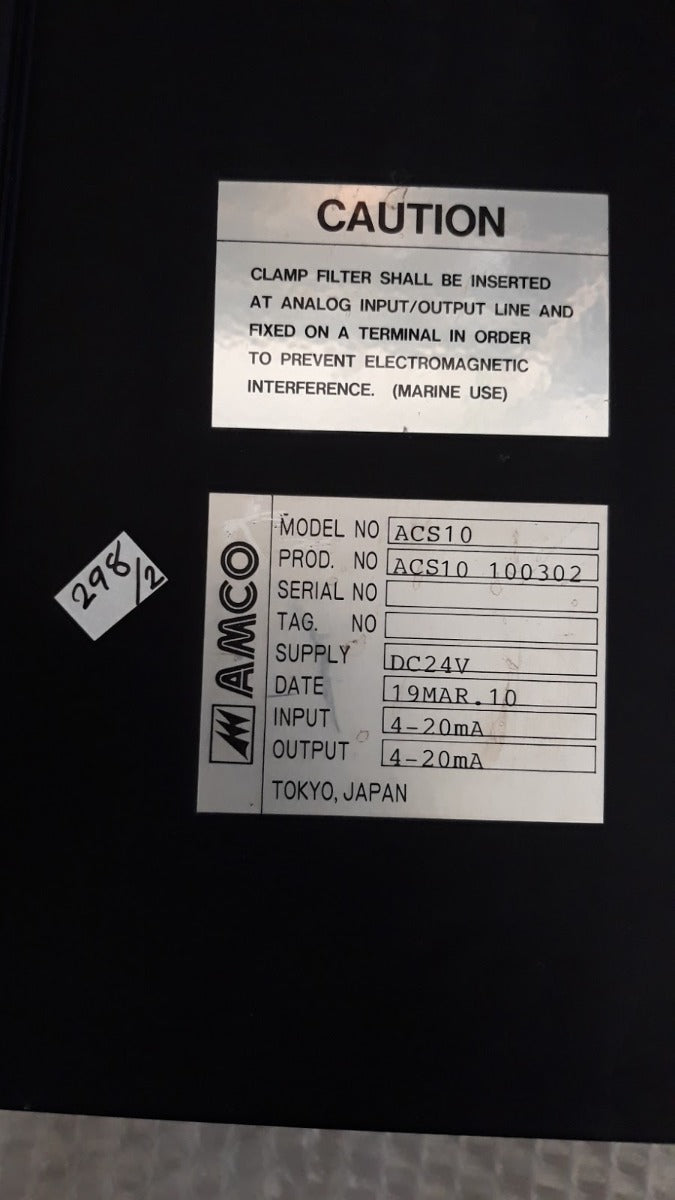 CAUTION
CLAMP FILTER SHALL BE INSERTED
AT ANALOG INPUT/OUTPUT LINE AND
FIXED ON A TERMINAL IN ORDER
TO PREVENT ELECTROMAGNETIC
INTERFERENCE. (MARINE USE)
298/2
AMCO
MODEL NO ACS10
PROD. NO ACS10 100302
SERIAL NO
TAG. NO
SUPPLY DC24V
DATE 19MAR.10
INPUT 4-20mA
OUTPUT 4-20mA
TOKYO, JAPAN